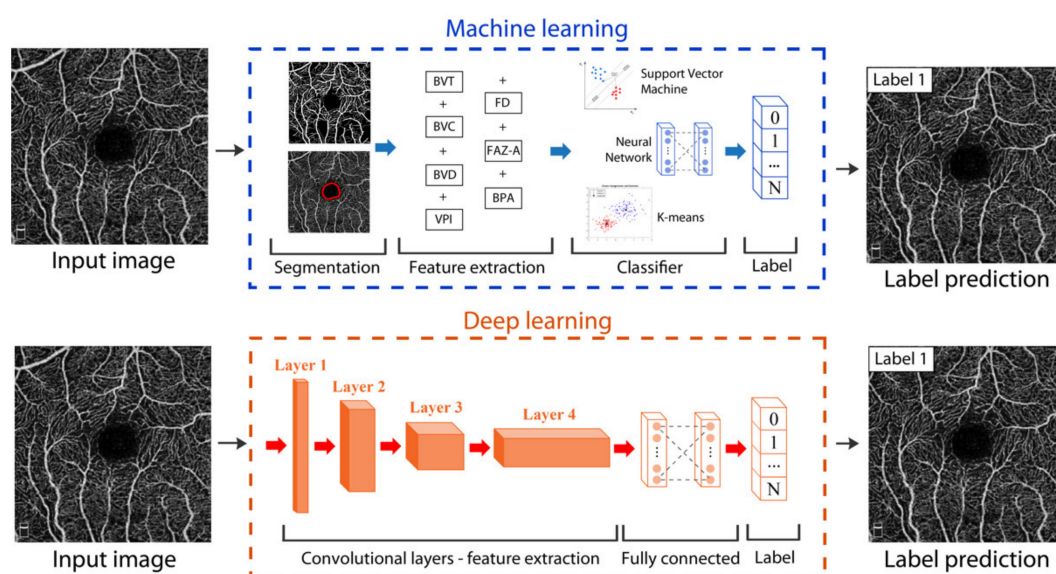 Machine learning
Label 1
BVT
+
+
FD
BVC
+
+
FAZ-A
BVD
+
+
BPA
VPI
Support Vector
Machine
Neural
Network
K-means
0
1
...
N
Input image
Segmentation
Feature extraction
Classifier
Label
Label prediction
Deep learning
Label 1
Layer 1
Layer 2
Layer 3
Layer 4
0
1
...
N
Input image
Convolutional layers - feature extraction
Fully connected
Label
Label prediction